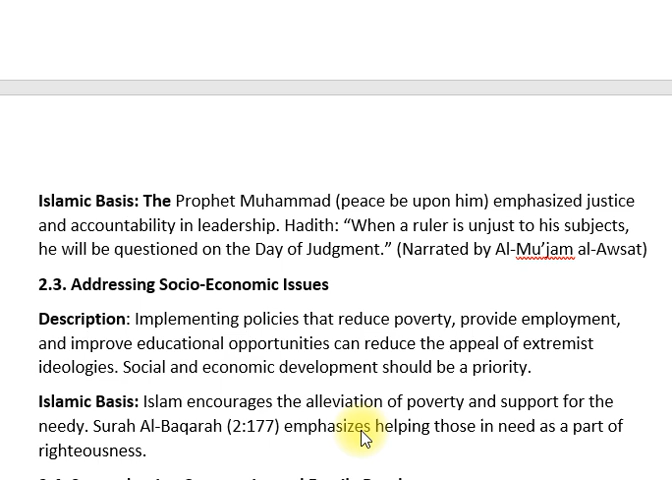 Islamic Basis: The Prophet Muhammad (peace be upon him) emphasized justice
and accountability in leadership. Hadith: “When a ruler is unjust to his subjects,
he will be questioned on the Day of Judgment.” (Narrated by Al-Mu’jam al-Awsat)
2.3. Addressing Socio-Economic Issues
Description: Implementing policies that reduce poverty, provide employment,
and improve educational opportunities can reduce the appeal of extremist
ideologies. Social and economic development should be a priority.
Islamic Basis: Islam encourages the alleviation of poverty and support for the
needy. Surah Al-Baqarah (2:177) emphasizes helping those in need as a part of
righteousness.